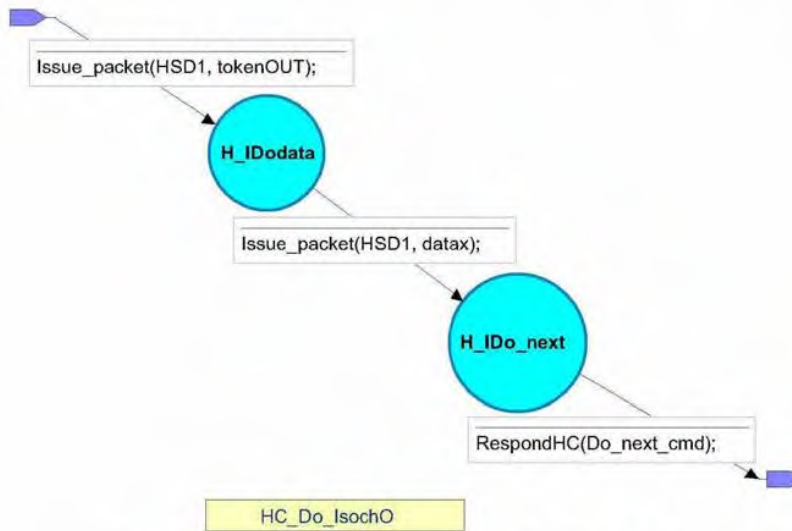 Issue_packet(HSD1, tokenOUT);
H_IDodata
Issue_packet(HSD1, datax);
H_IDo_next
RespondHC(Do_next_cmd);
HC_Do_IsochO